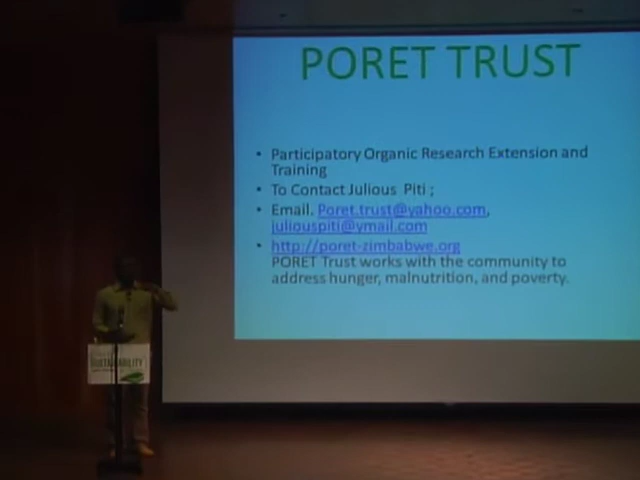 PORET TRUST
• Participatory Organic Research Extension and
Training
• To Contact Julious Piti ;
• Email. Poret.trust@yahoo.com,
juliouspiti@ymail.com
• http://poret-zimbabwe.org
PORET Trust works with the community to
address hunger, malnutrition, and poverty.
SUSTAINABILITY